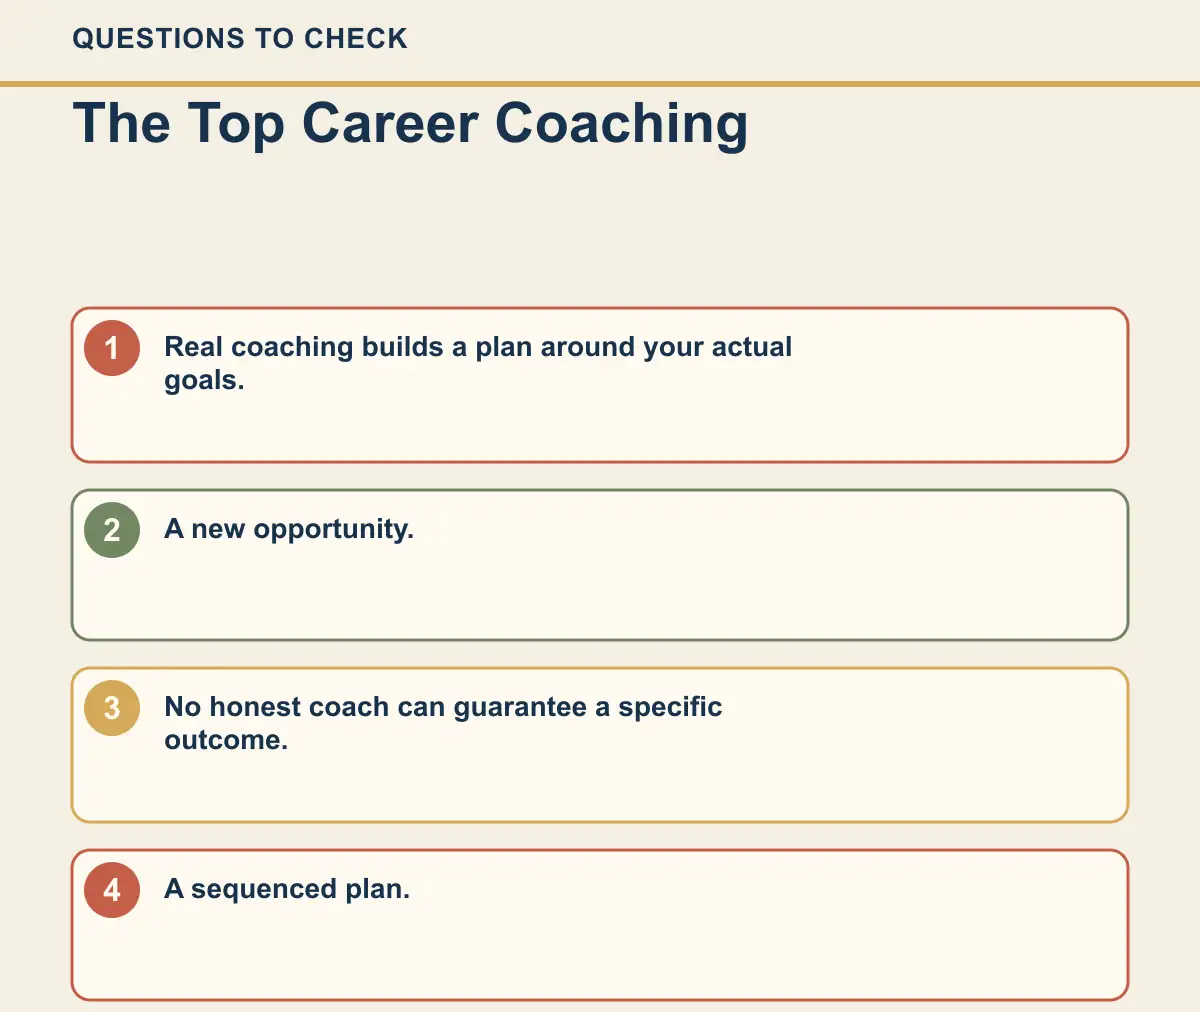 QUESTIONS TO CHECK
The Top Career Coaching
1
Real coaching builds a plan around your actual
goals.
2
A new opportunity.
3
No honest coach can guarantee a specific
outcome.
4
A sequenced plan.